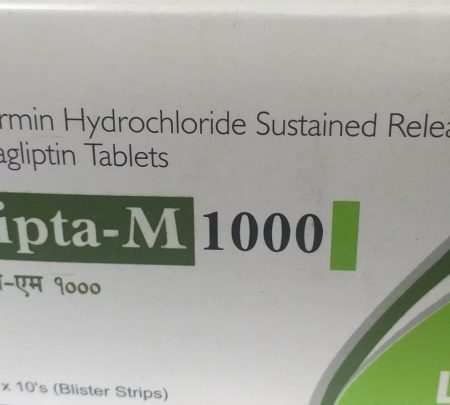 rmin Hydrochloride Sustained Relea
agliptin Tablets
ipta-M 1000
-एम १०००
x 10's (Blister Strips)
L